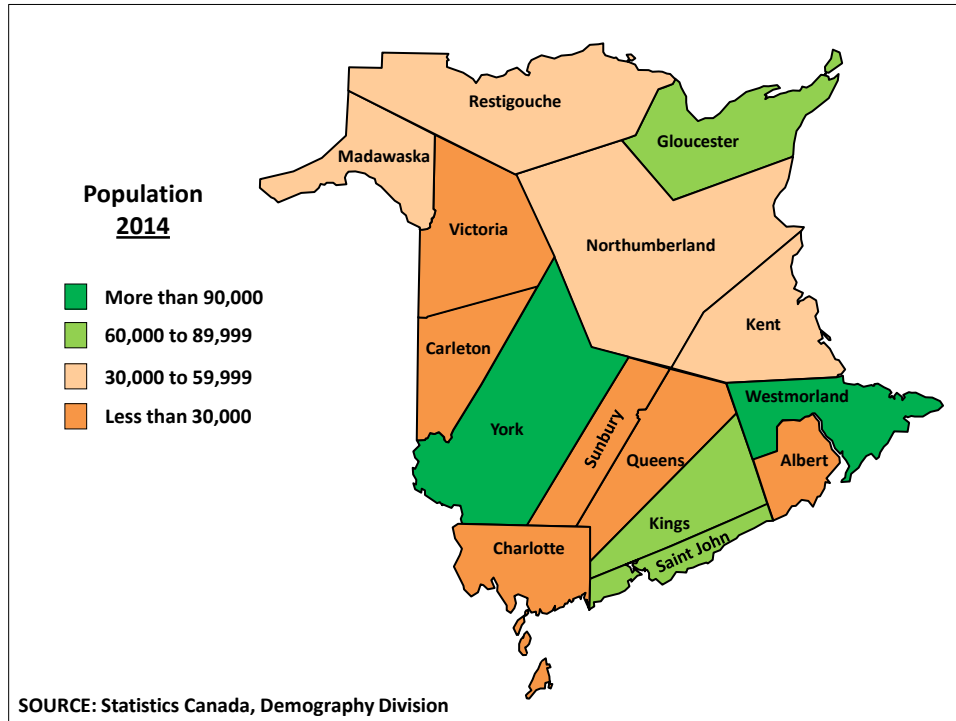 Restigouche
Gloucester
Madawaska
Population
2014
Victoria
Northumberland
More than 90,000
60,000 to 89,999
30,000 to 59,999
Less than 30,000
Kent
Carleton
Westmorland
York
Sunbury
Queens
Albert
Kings
Saint John
Charlotte
SOURCE: Statistics Canada, Demography Division